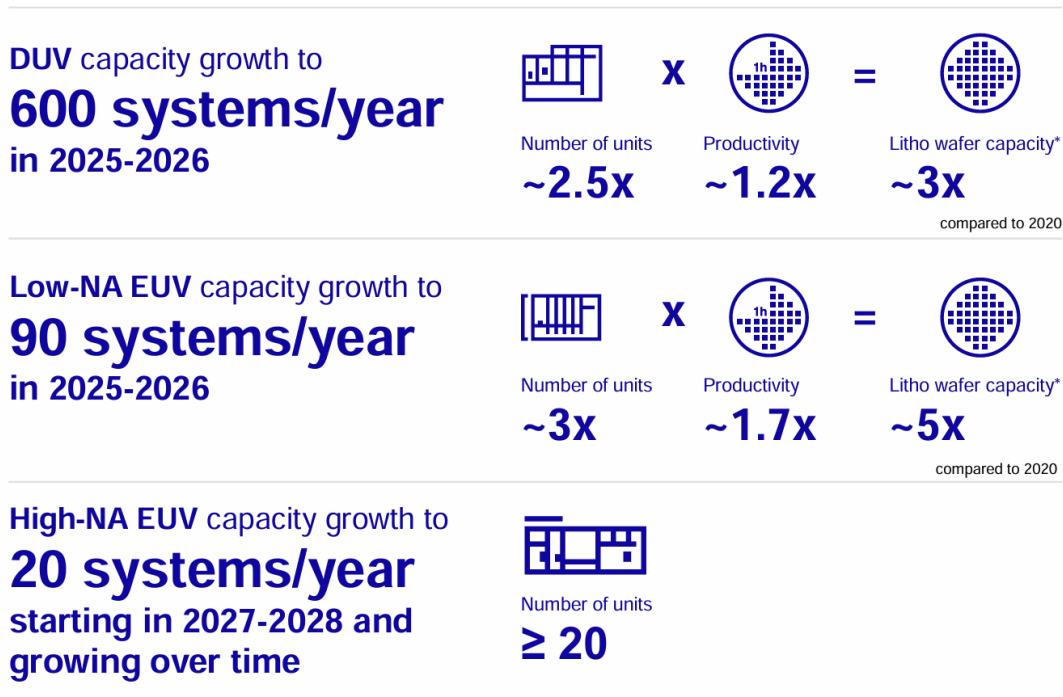 DUV capacity growth to
600 systems/year
in 2025-2026
x
1h
=
Number of units
Productivity
Litho wafer capacity*
~2.5x
~1.2x
~3x
compared to 2020
Low-NA EUV capacity growth to
90 systems/year
in 2025-2026
x
1h
=
Number of units
Productivity
Litho wafer capacity*
~3x
~1.7x
~5x
compared to 2020
High-NA EUV capacity growth to
20 systems/year
starting in 2027-2028 and
growing over time
Number of units
≥ 20